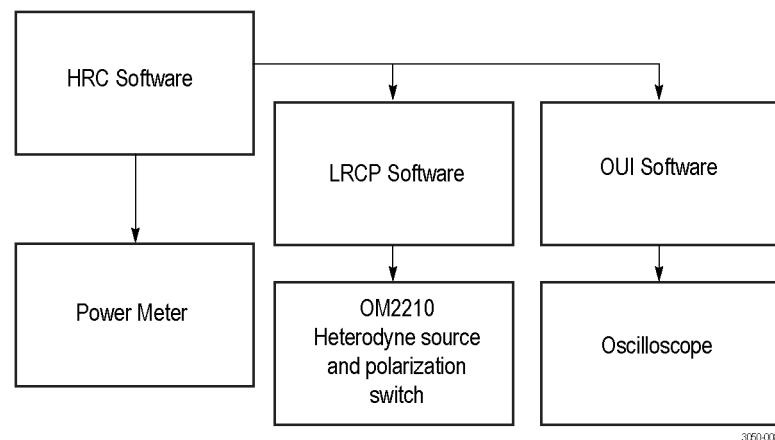 HRC Software
LRCP Software
OUI Software
Power Meter
OM2210
Heterodyne source
and polarization
switch
Oscilloscope